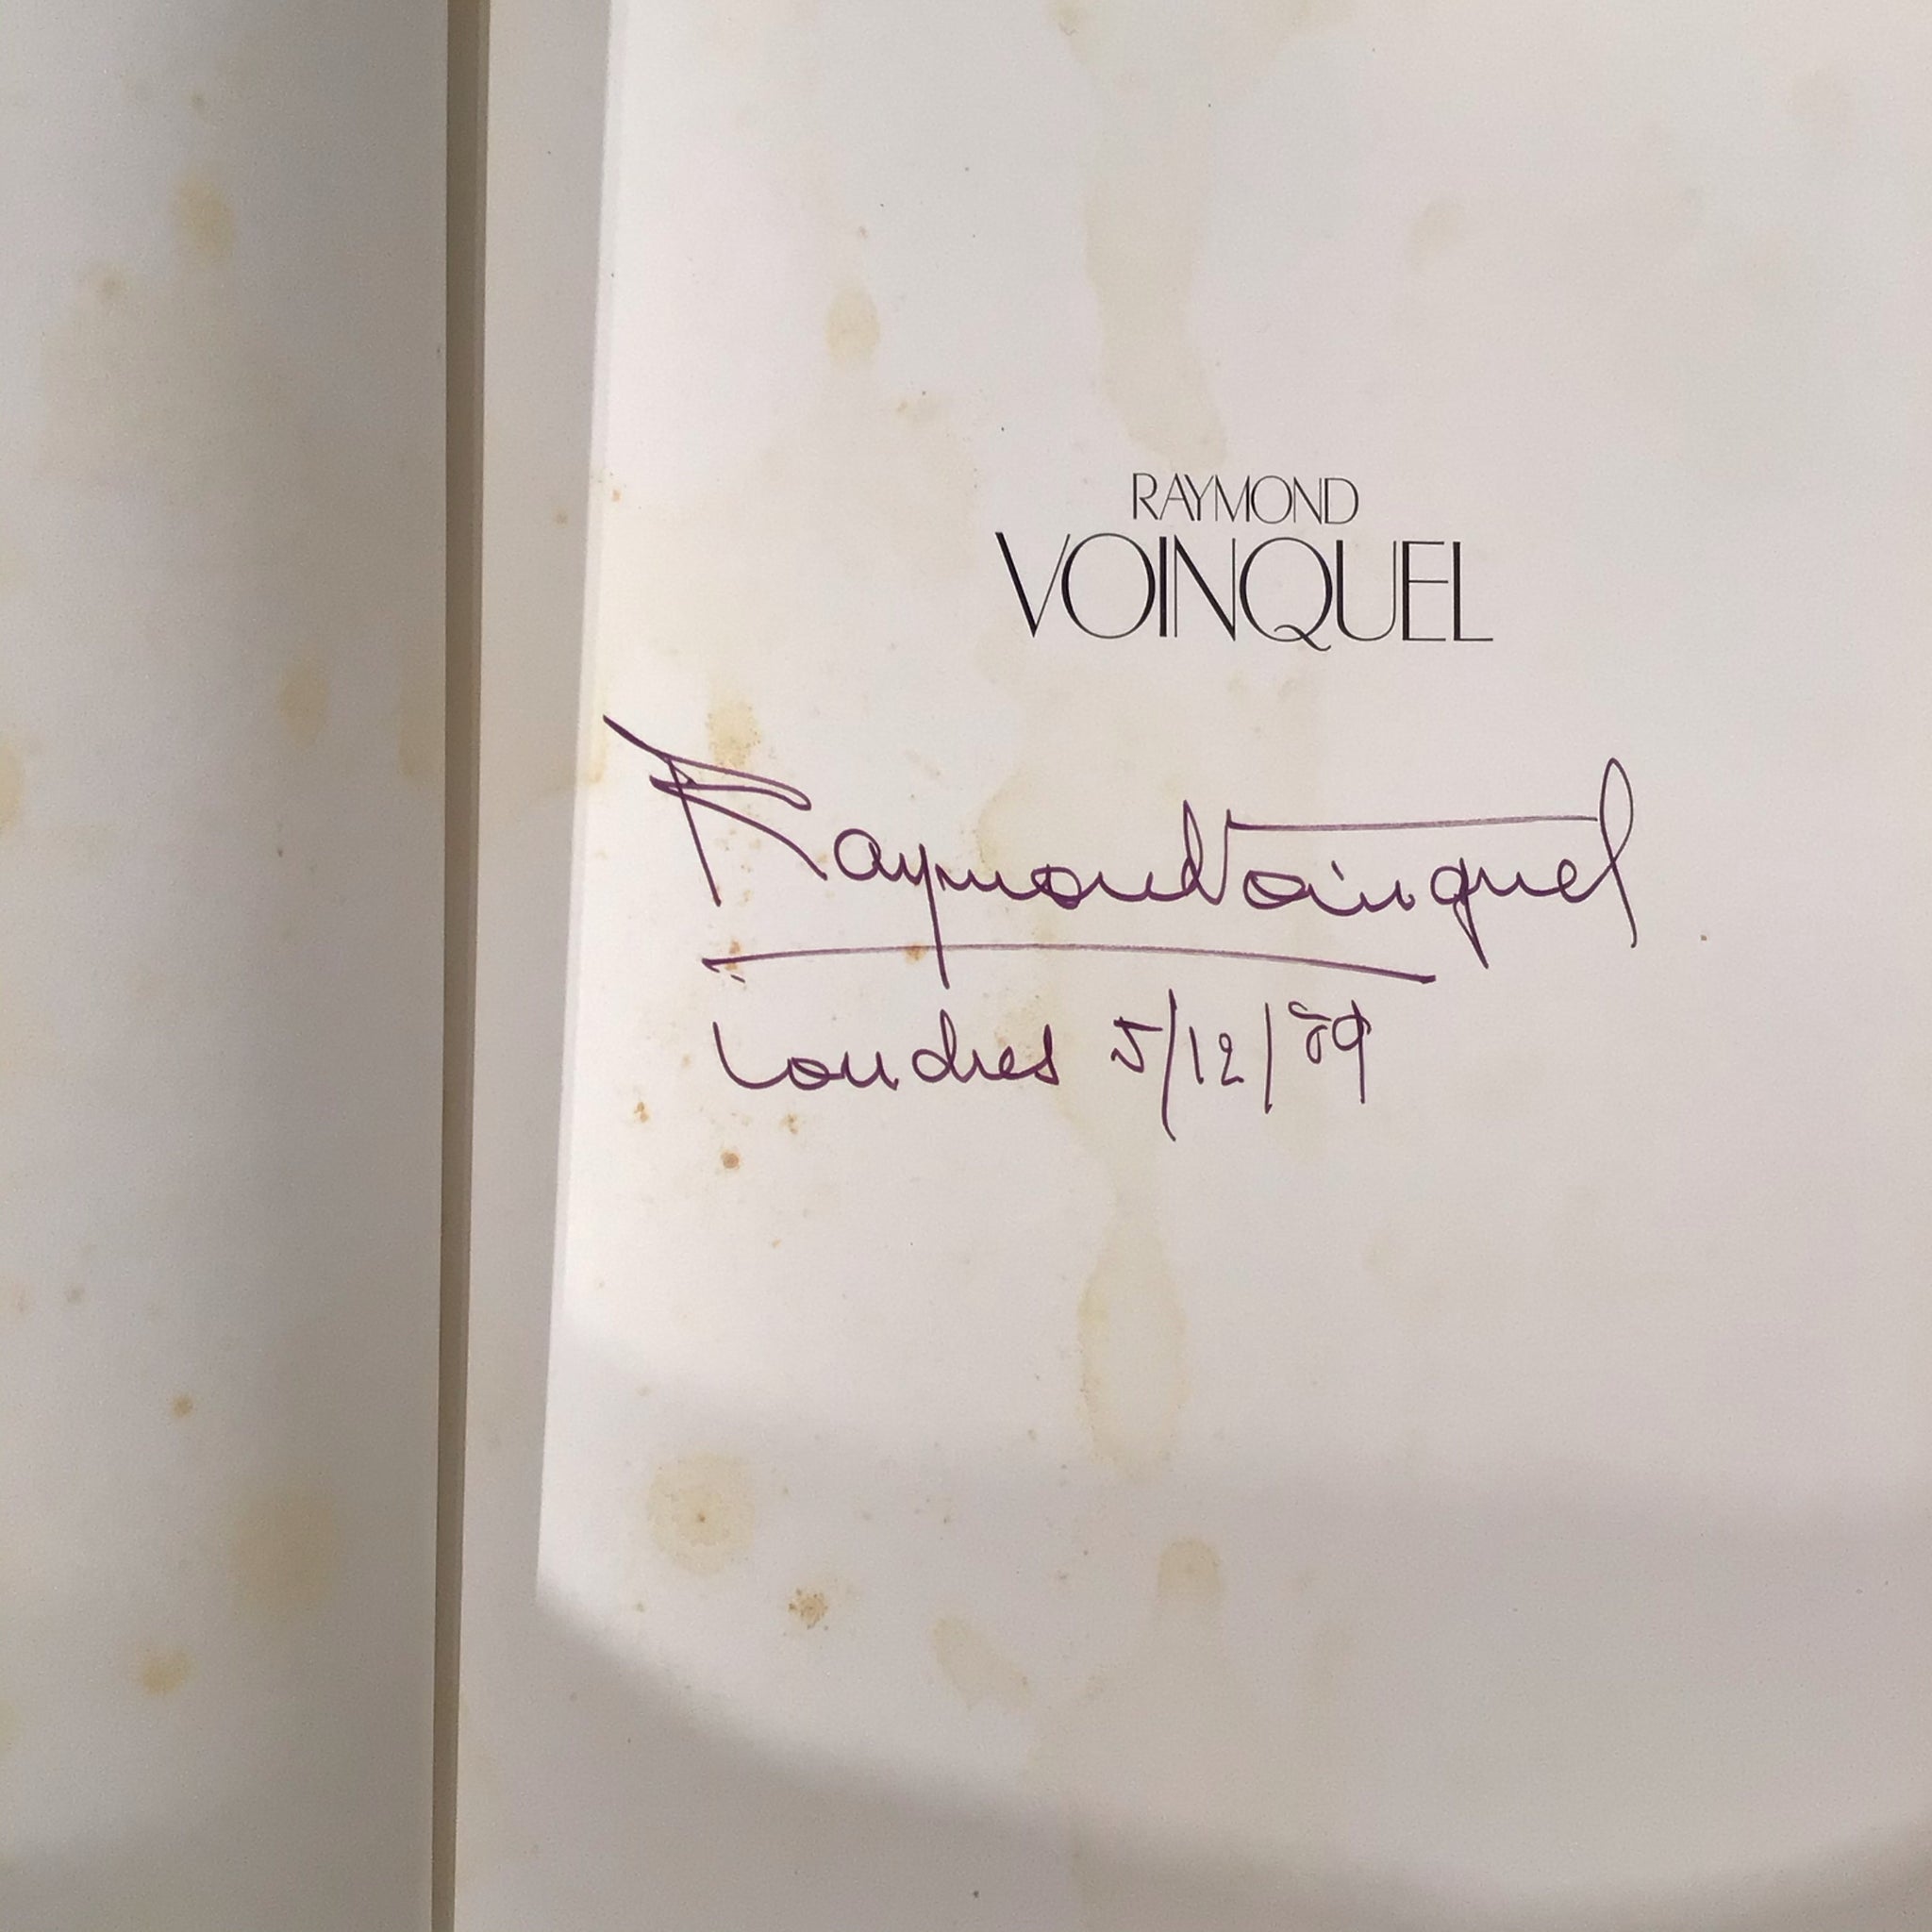 RAYMOND
VOINQUEL
Raymond Voinquel
Londres 5/12/89